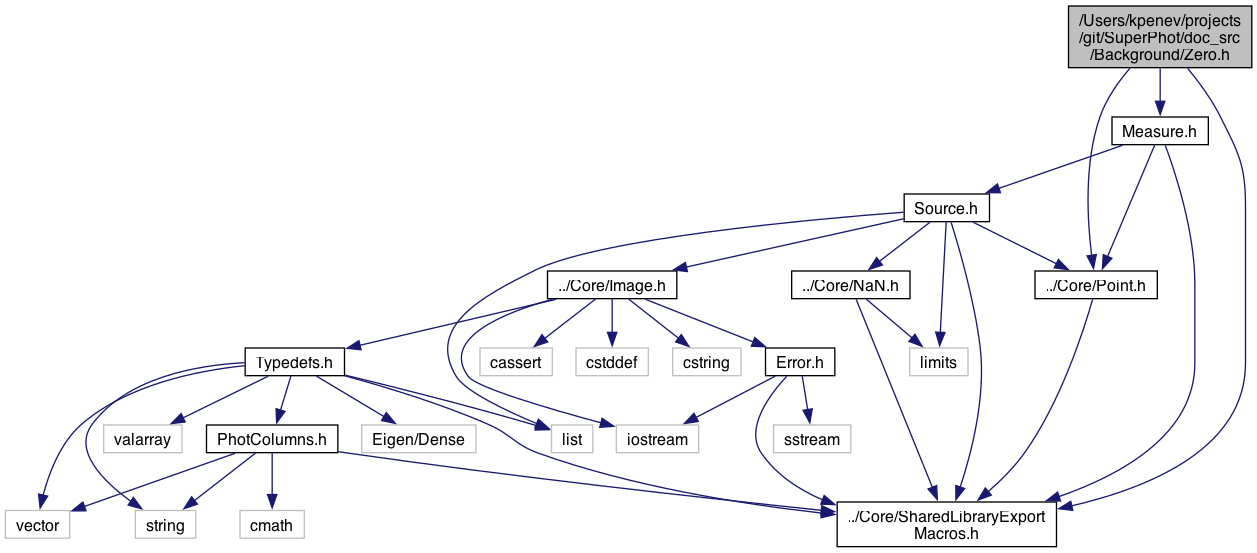 /Users/kpenev/projects
/git/SuperPhot/doc_src
/Background/Zero.h
Measure.h
Source.h
../Core/Image.h
../Core/NaN.h
../Core/Point.h
Typedefs.h
cassert
cstddef
cstring
Error.h
limits
valarray
PhotColumns.h
Eigen/Dense
list
iostream
sstream
vector
string
cmath
../Core/SharedLibraryExport
Macros.h